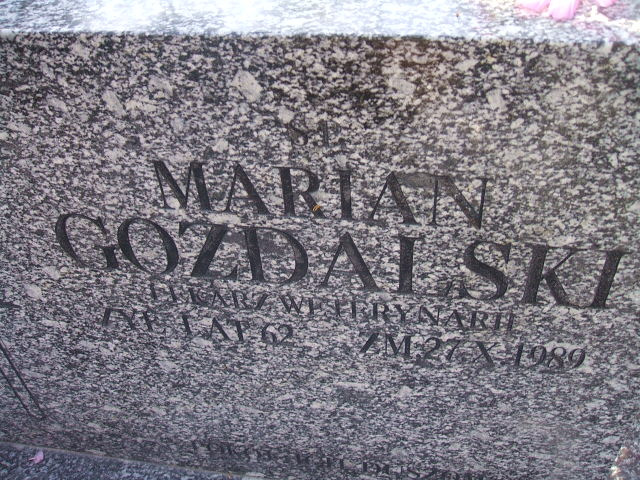 ŚP
MARIAN
GOZDALSKI
LEKARZ WETERYNARII
ŻYŁ LAT 62 ZM. 27.X.1989